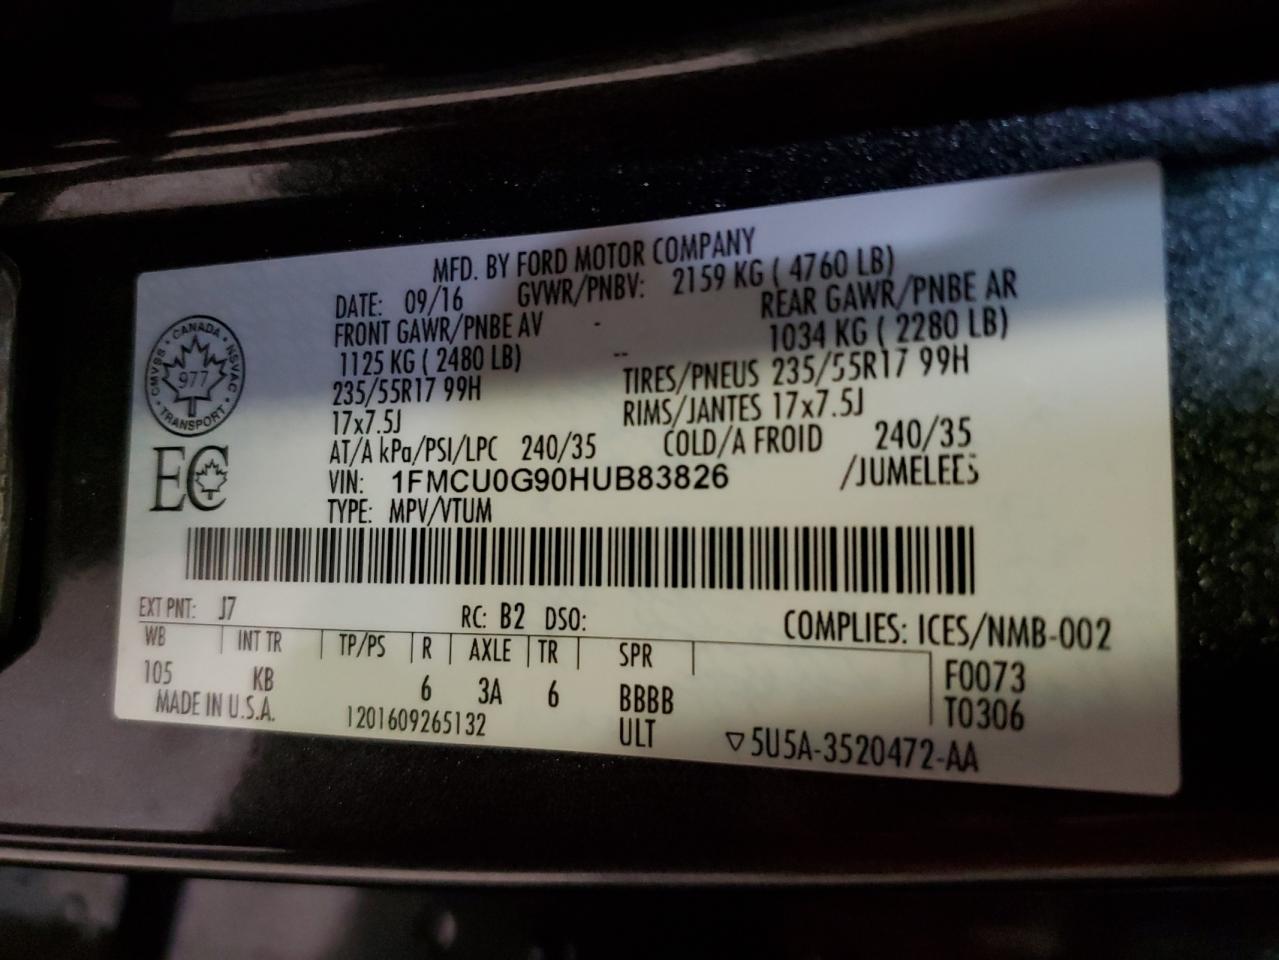 MFD. BY FORD MOTOR COMPANY
DATE: 09/16 GVWR/PNBV: 2159 KG ( 4760 LB)
FRONT GAWR/PNBE AV - REAR GAWR/PNBE AR
1125 KG ( 2480 LB) -- 1034 KG ( 2280 LB)
235/55R17 99H TIRES/PNEUS 235/55R17 99H
17x7.5J RIMS/JANTES 17x7.5J
AT/A kPa/PSI/LPC 240/35 COLD/A FROID 240/35
VIN: 1FMCU0G90HUB83826 /JUMELEES
TYPE: MPV/VTUM
CANADA
CMVSS 977 NSVAC
TRANSPORT
EC
EXT PNT: J7 RC: B2 DSO: COMPLIES: ICES/NMB-002
WB INT TR TP/PS R AXLE TR SPR F0073
105 KB 6 3A 6 BBBB T0306
MADE IN U.S.A. 1201609265132 ULT ▽5U5A-3520472-AA